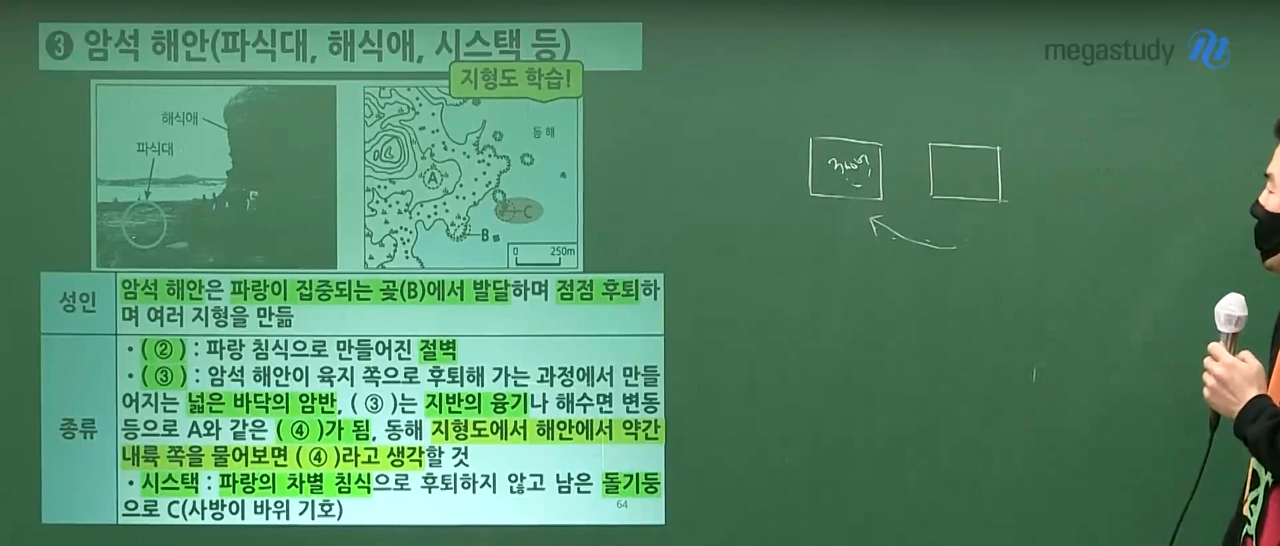 ❸ 암석 해안(파식대, 해식애, 시스택 등)
megastudy
지형도 학습!
해식애
파식대
동해
A
C
B
0 250m
성인
암석 해안은 파랑이 집중되는 곶(B)에서 발달하며 점점 후퇴하
며 여러 지형을 만듦
종류
· ( ② ) : 파랑 침식으로 만들어진 절벽
· ( ③ ) : 암석 해안이 육지 쪽으로 후퇴해 가는 과정에서 만들
어지는 넓은 바닥의 암반, ( ③ )는 지반의 융기나 해수면 변동
등으로 A와 같은 ( ④ )가 됨, 동해 지형도에서 해안에서 약간
내륙 쪽을 물어보면 ( ④ )라고 생각할 것
· 시스택 : 파랑의 차별 침식으로 후퇴하지 않고 남은 돌기둥
으로 C(사방이 바위 기호)
64